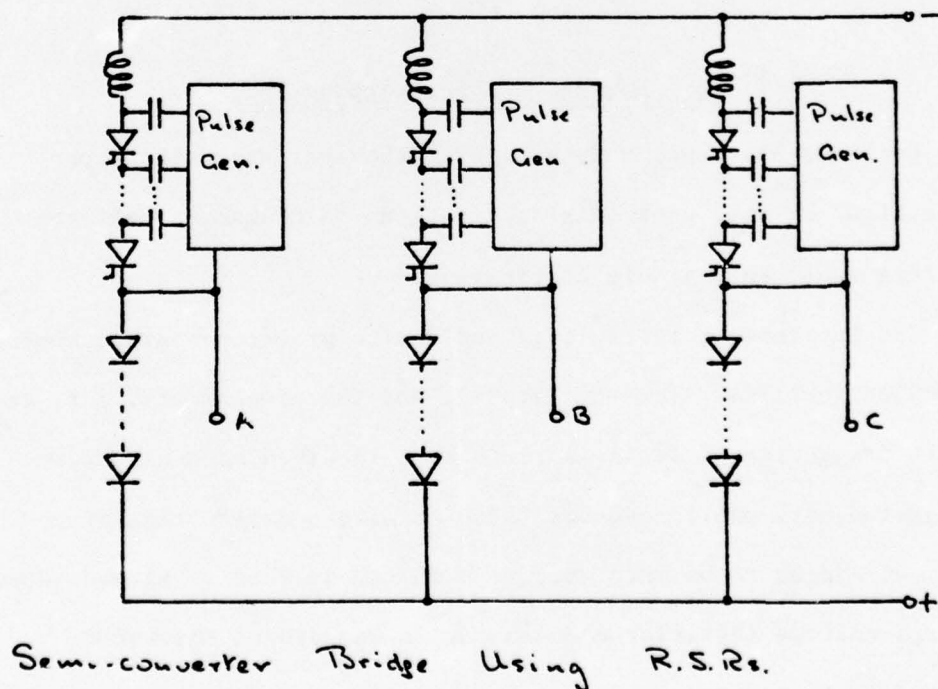 −
Pulse Gen.
Pulse Gen
Pulse Gen.
A
B
C
+
Semi-converter Bridge Using R.S.Rs.